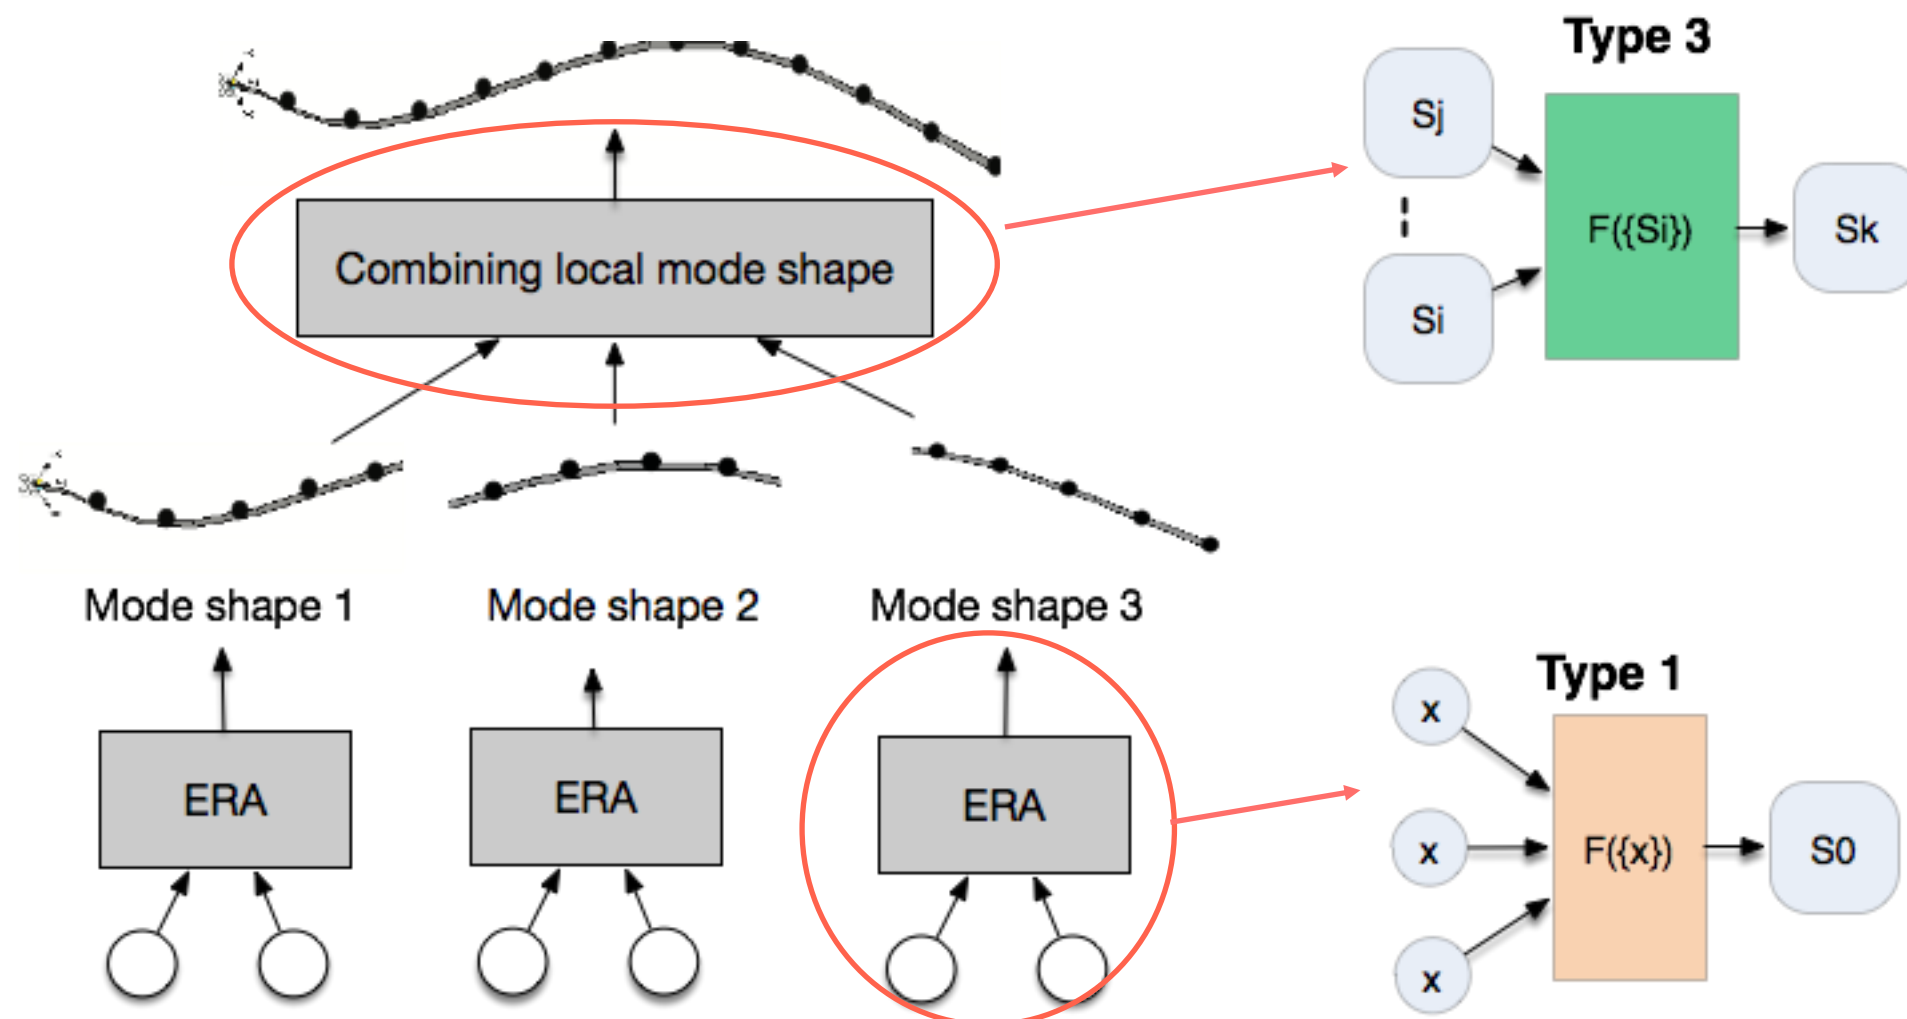 Type 3
Sj
F({Si})
Sk
Si
Combining local mode shape
Mode shape 1
Mode shape 2
Mode shape 3
ERA
ERA
ERA
Type 1
x
x
x
F({x})
S0